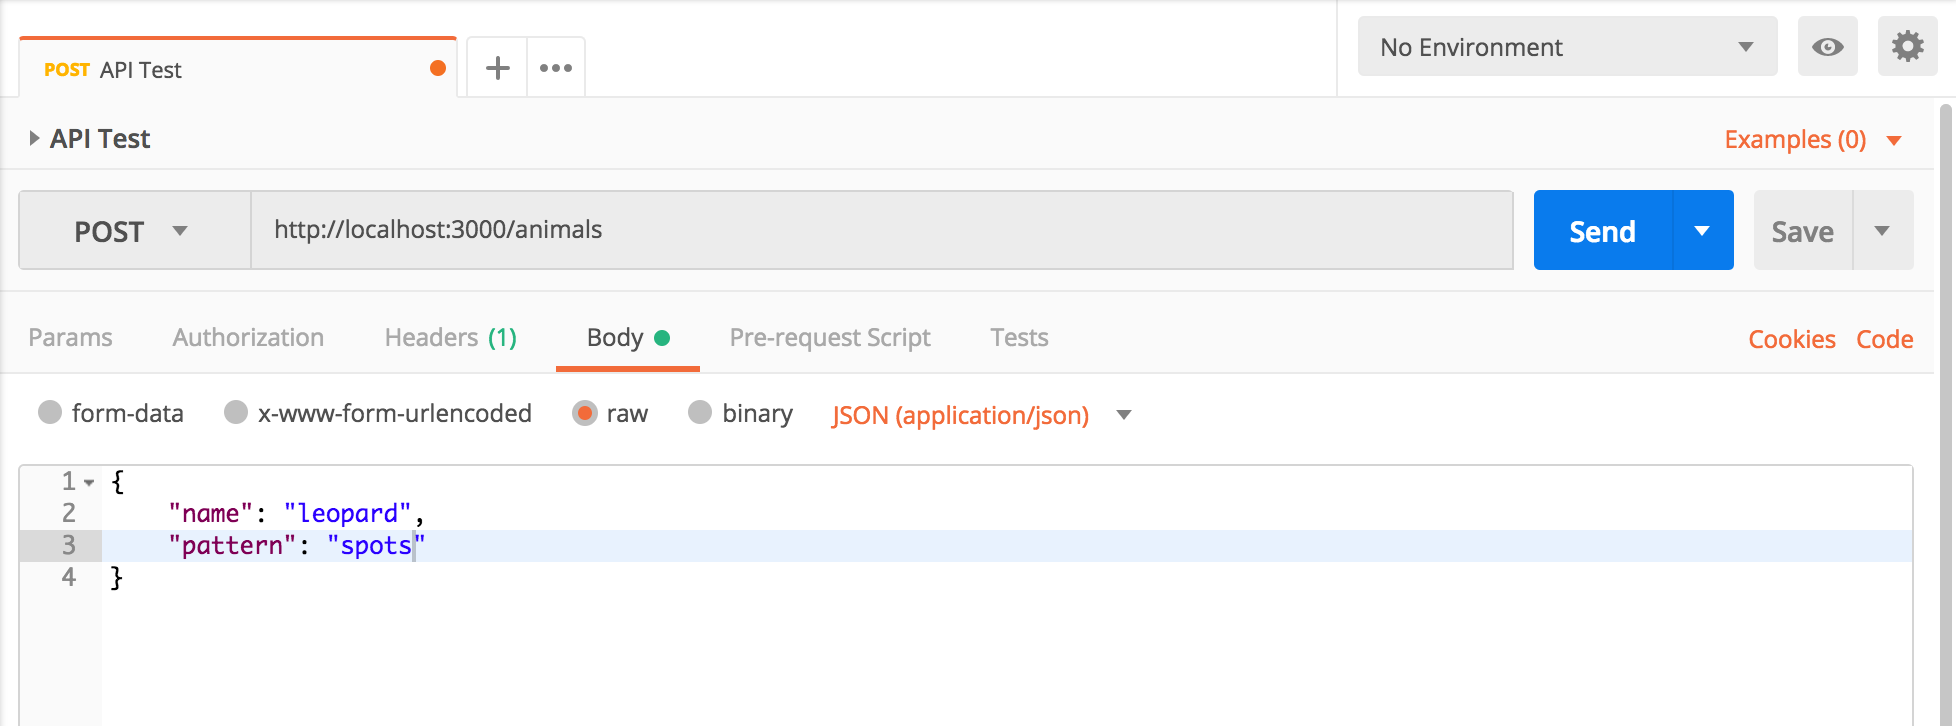 POST API Test
No Environment
API Test
Examples (0)
POST
http://localhost:3000/animals
Send
Save
Params Authorization Headers (1) Body Pre-request Script Tests
Cookies Code
form-data x-www-form-urlencoded raw binary JSON (application/json)
1 {
2 "name": "leopard",
3 "pattern": "spots"
4 }